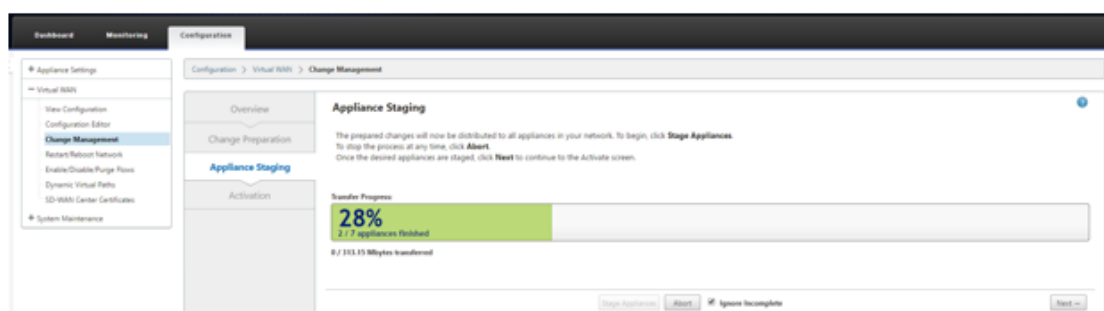 Dashboard Monitoring Configuration
+ Appliance Settings
− Virtual WAN
View Configuration
Configuration Editor
Change Management
Restart/Reboot Network
Enable/Disable/Purge Flows
Dynamic Virtual Paths
SD-WAN Center Certificates
+ System Maintenance
Configuration > Virtual WAN > Change Management
Overview
Change Preparation
Appliance Staging
Activation
Appliance Staging
The prepared changes will now be distributed to all appliances in your network. To begin, click Stage Appliances.
To stop the process at any time, click Abort.
Once the desired appliances are staged, click Next to continue to the Activate screen.
Transfer Progress:
28%
2 / 7 appliances finished
0 / 313.15 Mbytes transferred
Stage Appliances Abort Ignore Incomplete Next